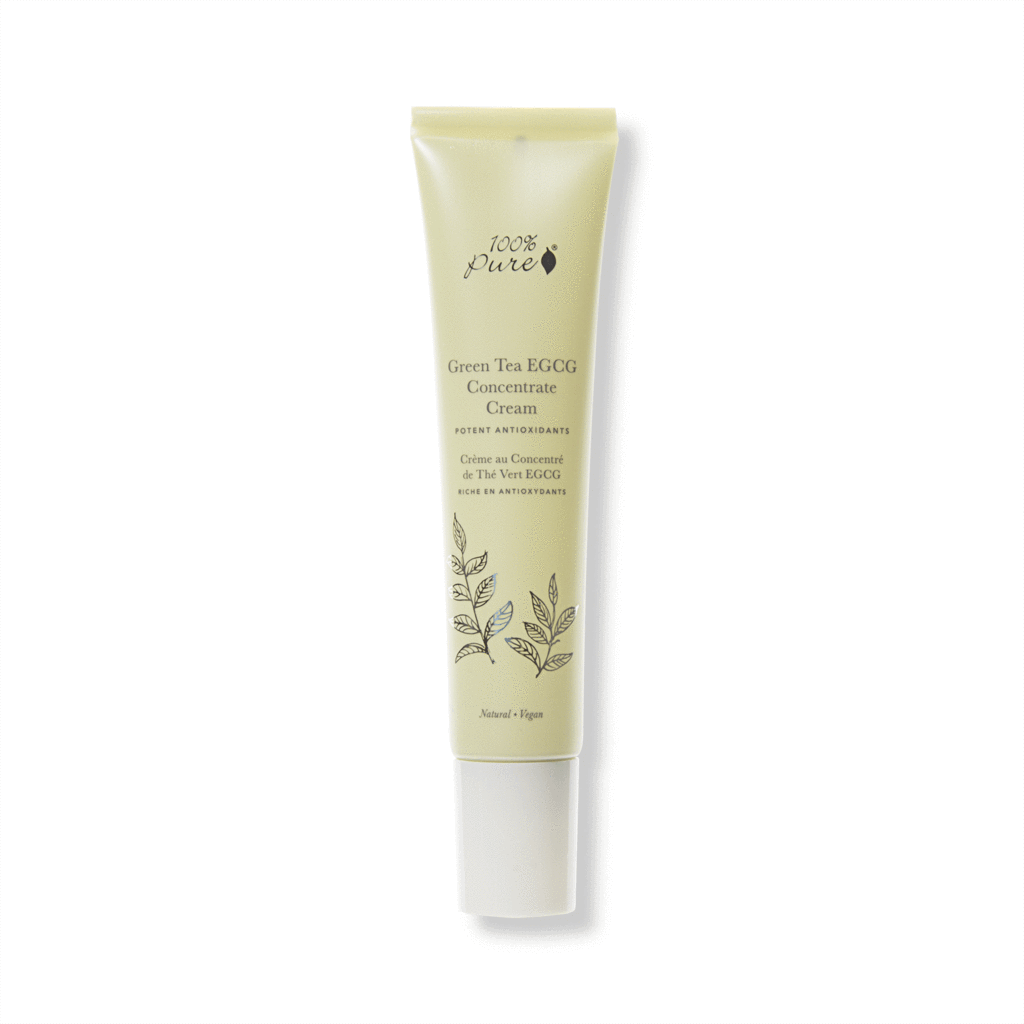 100%
Pure®
Green Tea EGCG
Concentrate
Cream
POTENT ANTIOXIDANTS
Crème au Concentré
de Thé Vert EGCG
RICHE EN ANTIOXYDANTS
Natural • Vegan